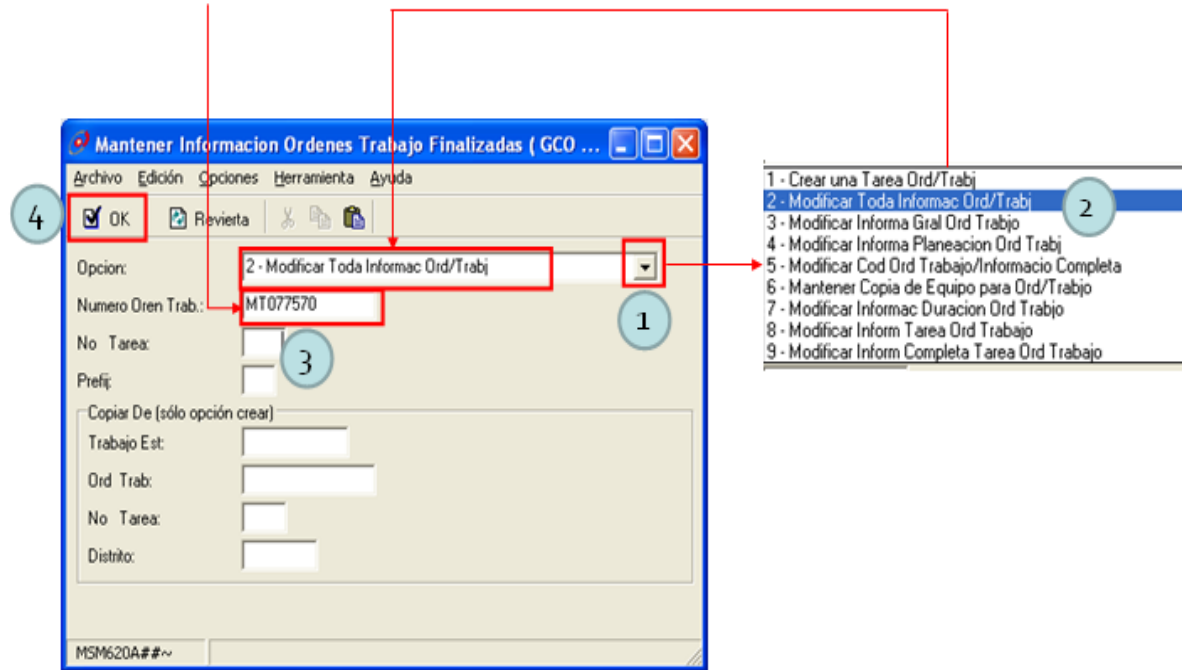 Mantener Informacion Ordenes Trabajo Finalizadas ( GCO ...
Archivo Edición Opciones Herramienta Ayuda
4
OK Revierta
Opcion: 2 - Modificar Toda Informac Ord/Trabj
1
Numero Oren Trab.: MT077570
No Tarea:
3
Prefij:
Copiar De (sólo opción crear)
Trabajo Est:
Ord Trab:
No Tarea:
Distrito:
MSM620A##~
1 - Crear una Tarea Ord/Trabj
2 - Modificar Toda Informac Ord/Trabj
2
3 - Modificar Informa Gral Ord Trabjo
4 - Modificar Informa Planeacion Ord Trabj
5 - Modificar Cod Ord Trabajo/Informacio Completa
6 - Mantener Copia de Equipo para Ord/Trabjo
7 - Modificar Informac Duracion Ord Trabjo
8 - Modificar Inform Tarea Ord Trabajo
9 - Modificar Inform Completa Tarea Ord Trabajo